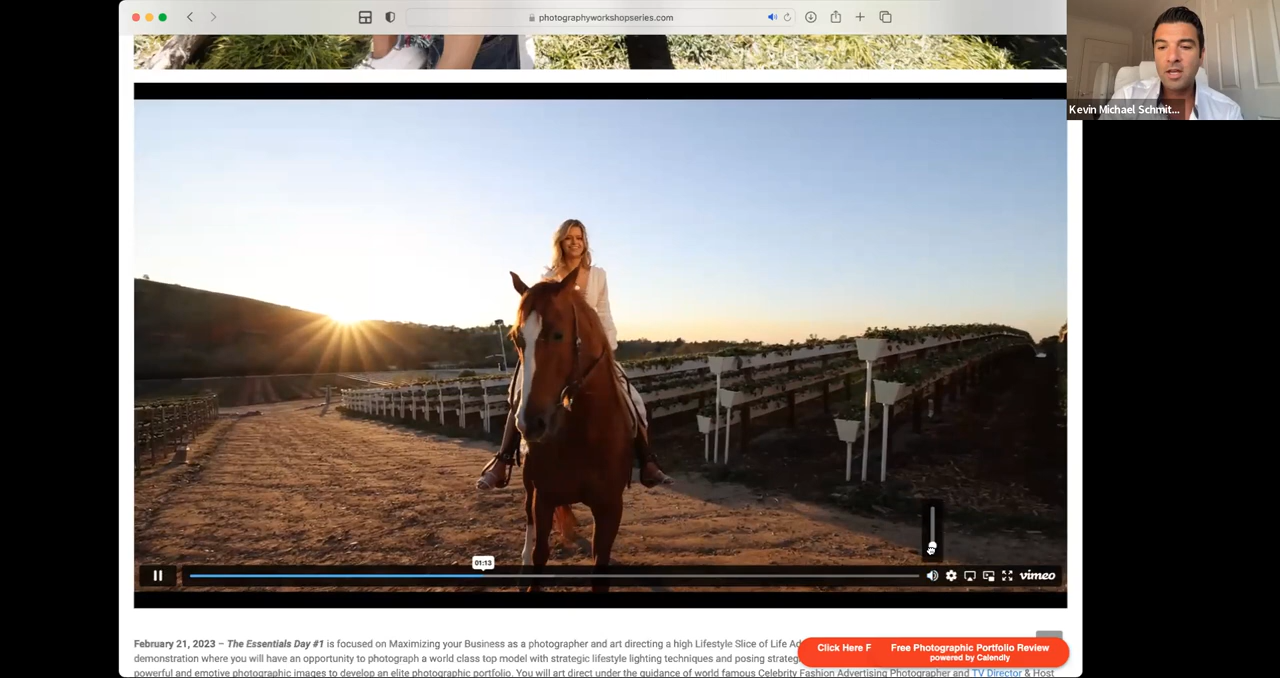 photographyworkshopseries.com
Kevin Michael Schmit...
01:13
vimeo
February 21, 2023 – The Essentials Day #1 is focused on Maximizing your Business as a photographer and art directing a high Lifestyle Slice of Life
demonstration where you will have an opportunity to photograph a world class top model with strategic lifestyle lighting techniques and posing
powerful and emotive photographic images to develop an elite photographic portfolio. You will art direct under the guidance of world famous Celebrity Fashion Advertising Photographer and TV Director & Host
Click Here F Free Photographic Portfolio Review
powered by Calendly